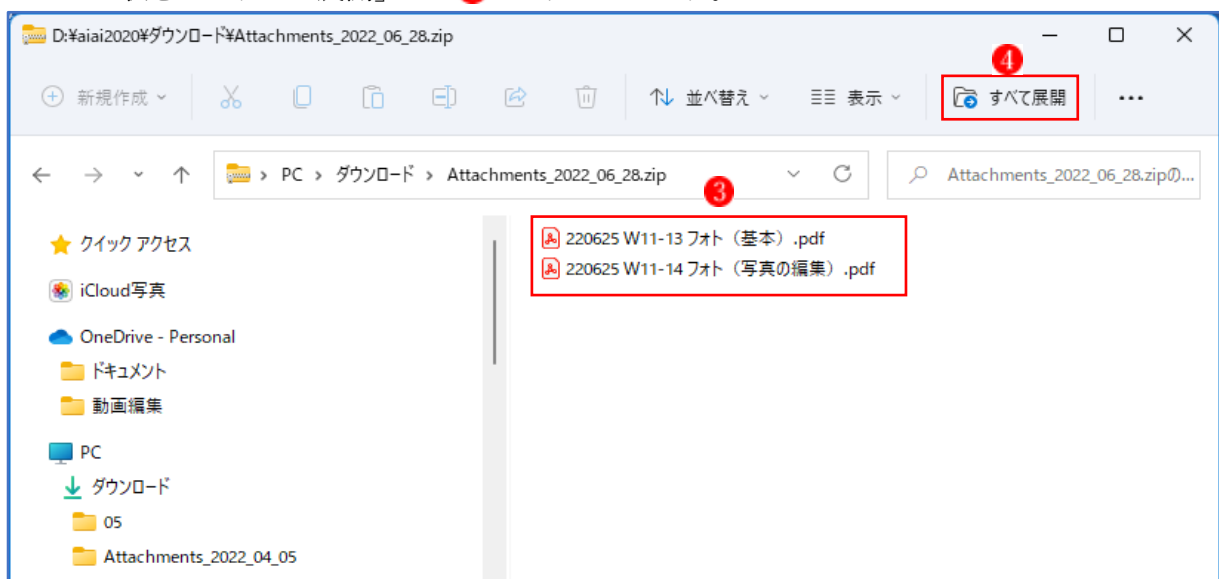 D:¥aiai2020¥ダウンロード¥Attachments_2022_06_28.zip
4
新規作成
並べ替え
表示
すべて展開
PC > ダウンロード > Attachments_2022_06_28.zip
Attachments_2022_06_28.zipの...
3
クイック アクセス
220625 W11-13 フォト（基本）.pdf
220625 W11-14 フォト（写真の編集）.pdf
iCloud写真
OneDrive - Personal
ドキュメント
動画編集
PC
ダウンロード
05
Attachments_2022_04_05